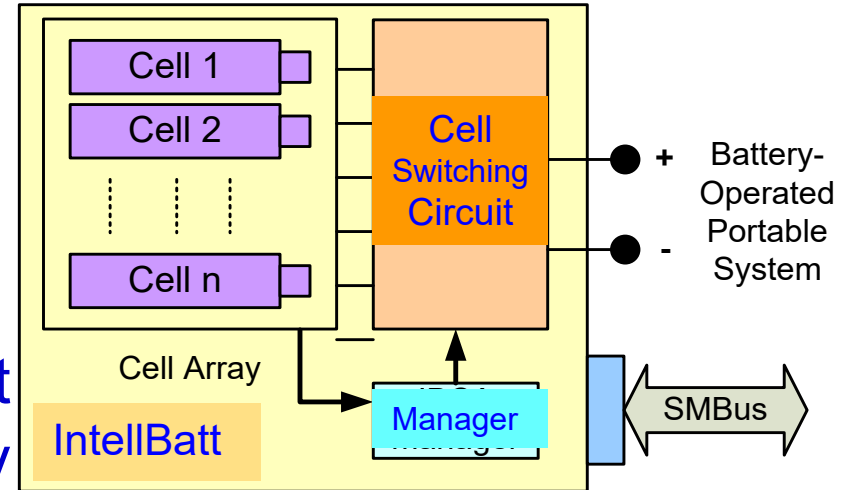 Cell 1
Cell 2
Cell n
Cell
Switching
Circuit
+
-
Battery-
Operated
Portable
System
Cell Array
Manager
IntellBatt
SMBus
t
y